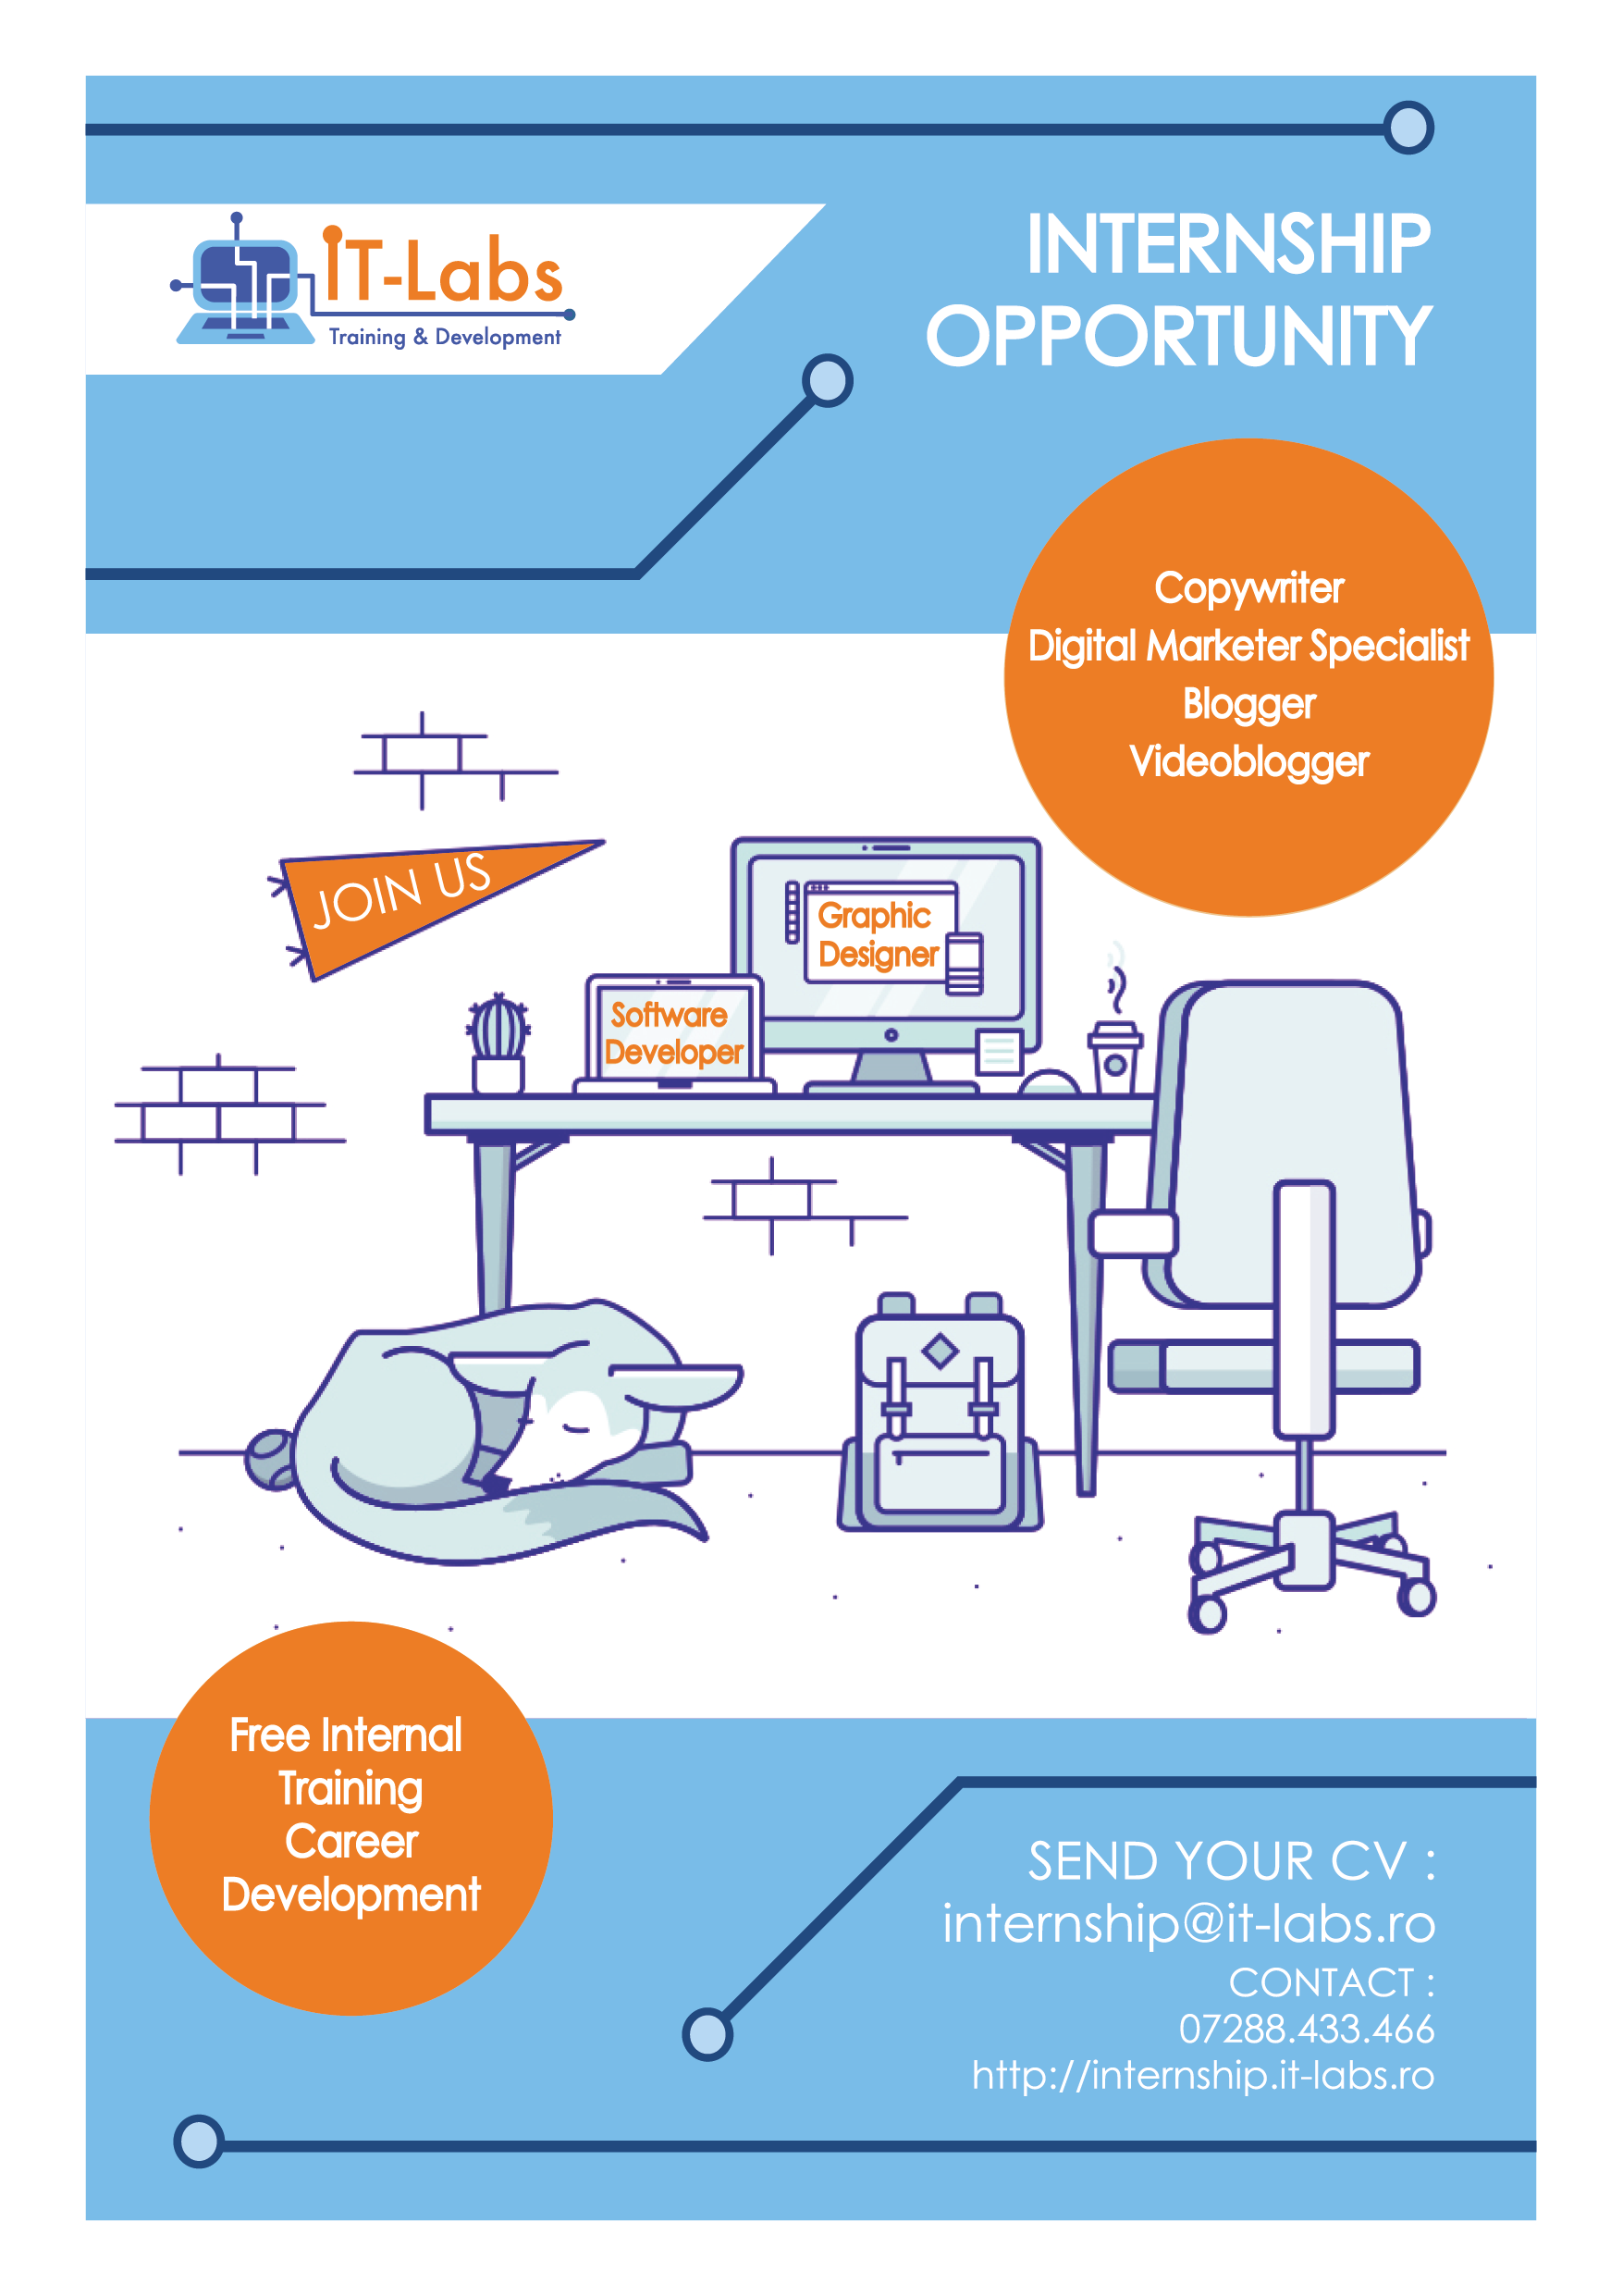 IT-Labs
Training & Development
INTERNSHIP
OPPORTUNITY
Copywriter
Digital Marketer Specialist
Blogger
Videoblogger
JOIN US
Graphic
Designer
Software
Developer
Free Internal
Training
Career
Development
SEND YOUR CV :
internship@it-labs.ro
CONTACT :
07288.433.466
http://internship.it-labs.ro